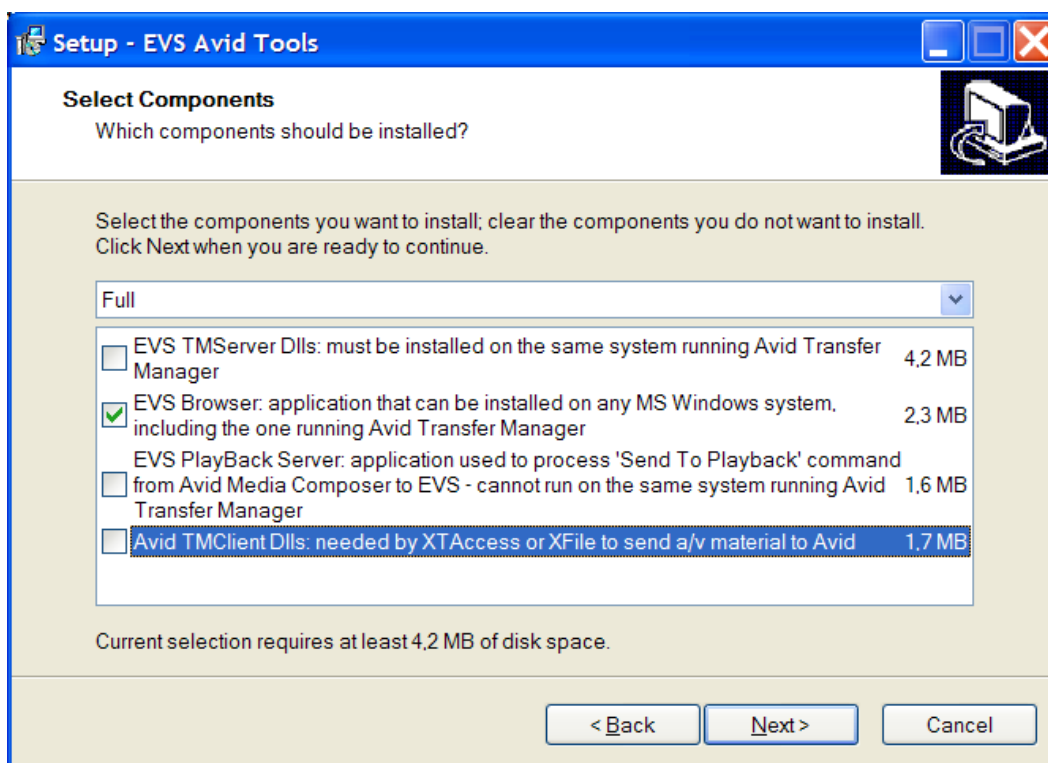 Setup - EVS Avid Tools
Select Components
Which components should be installed?
Select the components you want to install; clear the components you do not want to install.
Click Next when you are ready to continue.
Full
EVS TMServer Dlls: must be installed on the same system running Avid Transfer
Manager
4,2 MB
EVS Browser: application that can be installed on any MS Windows system,
including the one running Avid Transfer Manager
2,3 MB
EVS PlayBack Server: application used to process 'Send To Playback' command
from Avid Media Composer to EVS - cannot run on the same system running Avid
Transfer Manager
1,6 MB
Avid TMClient Dlls: needed by XTAccess or XFile to send a/v material to Avid 1,7 MB
Current selection requires at least 4,2 MB of disk space.
< Back Next > Cancel